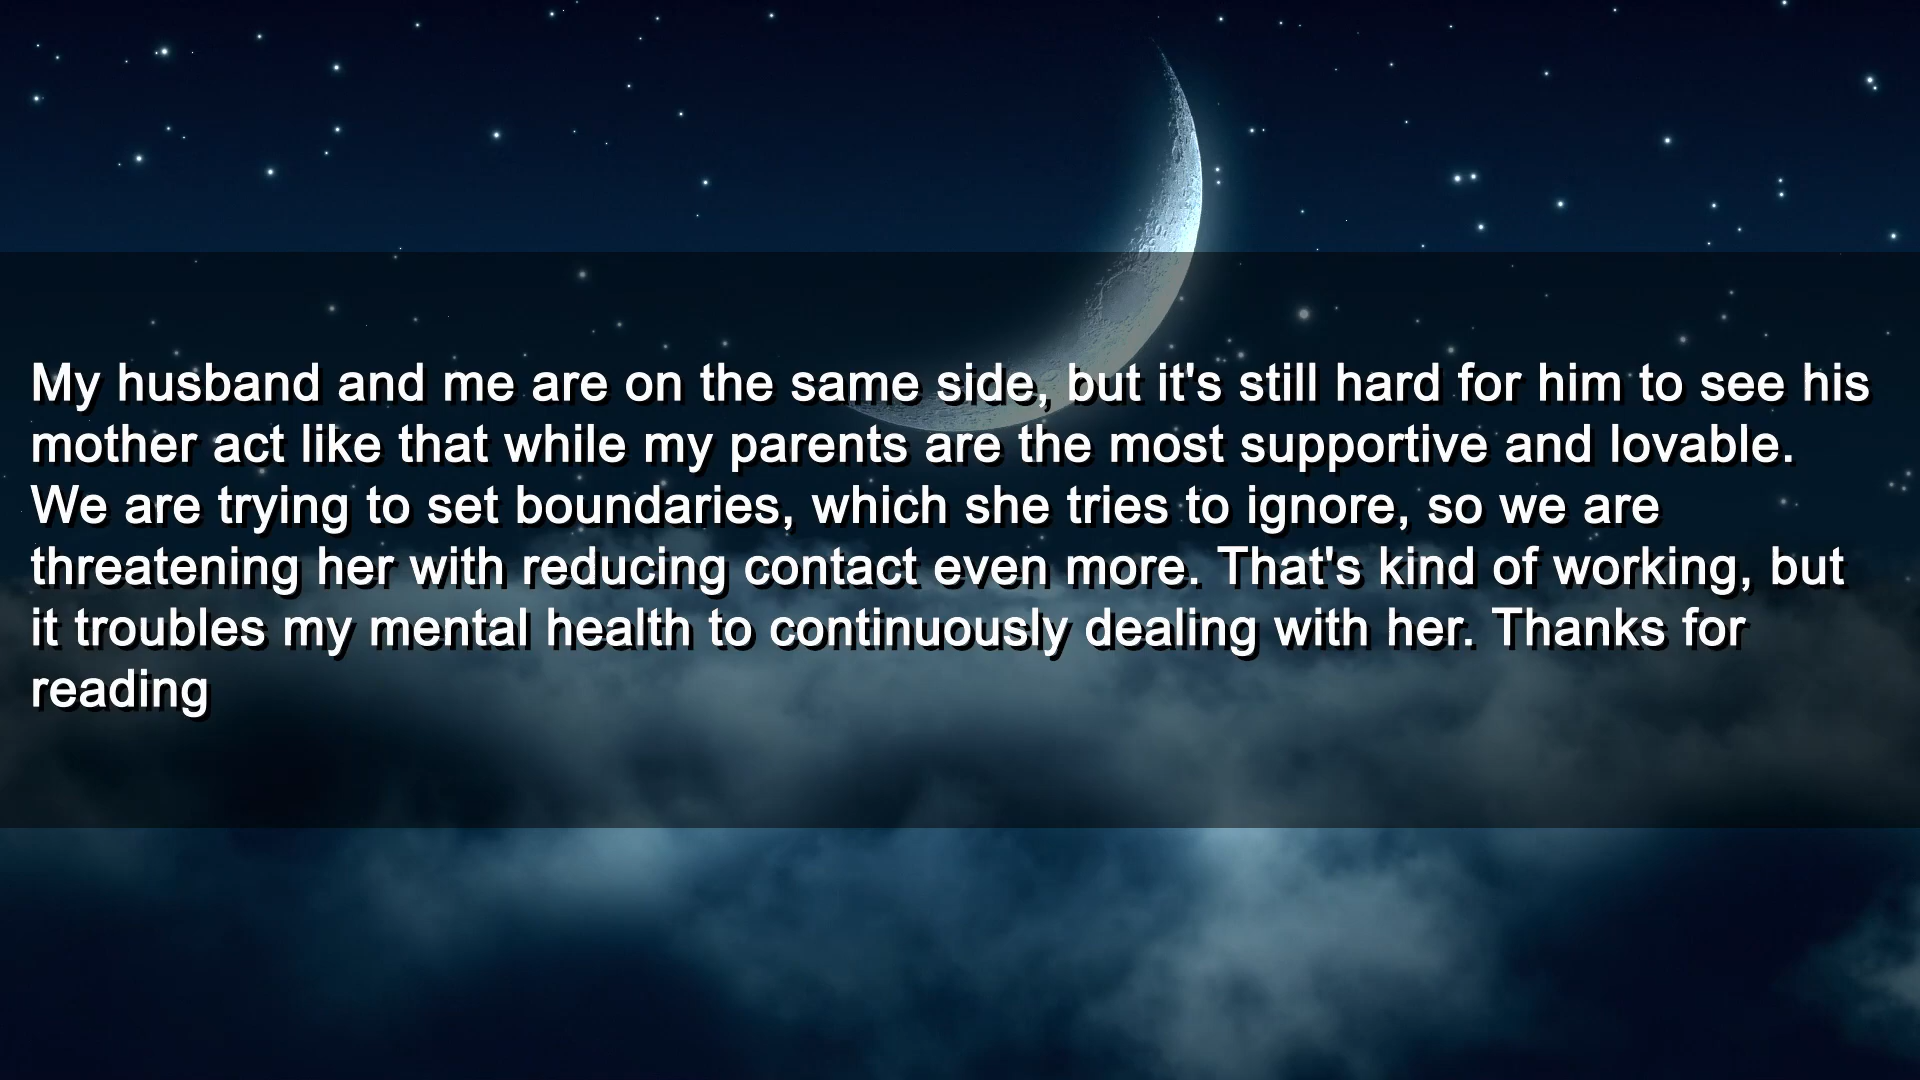 My husband and me are on the same side, but it's still hard for him to see his
mother act like that while my parents are the most supportive and lovable.
We are trying to set boundaries, which she tries to ignore, so we are
threatening her with reducing contact even more. That's kind of working, but
it troubles my mental health to continuously dealing with her. Thanks for
reading